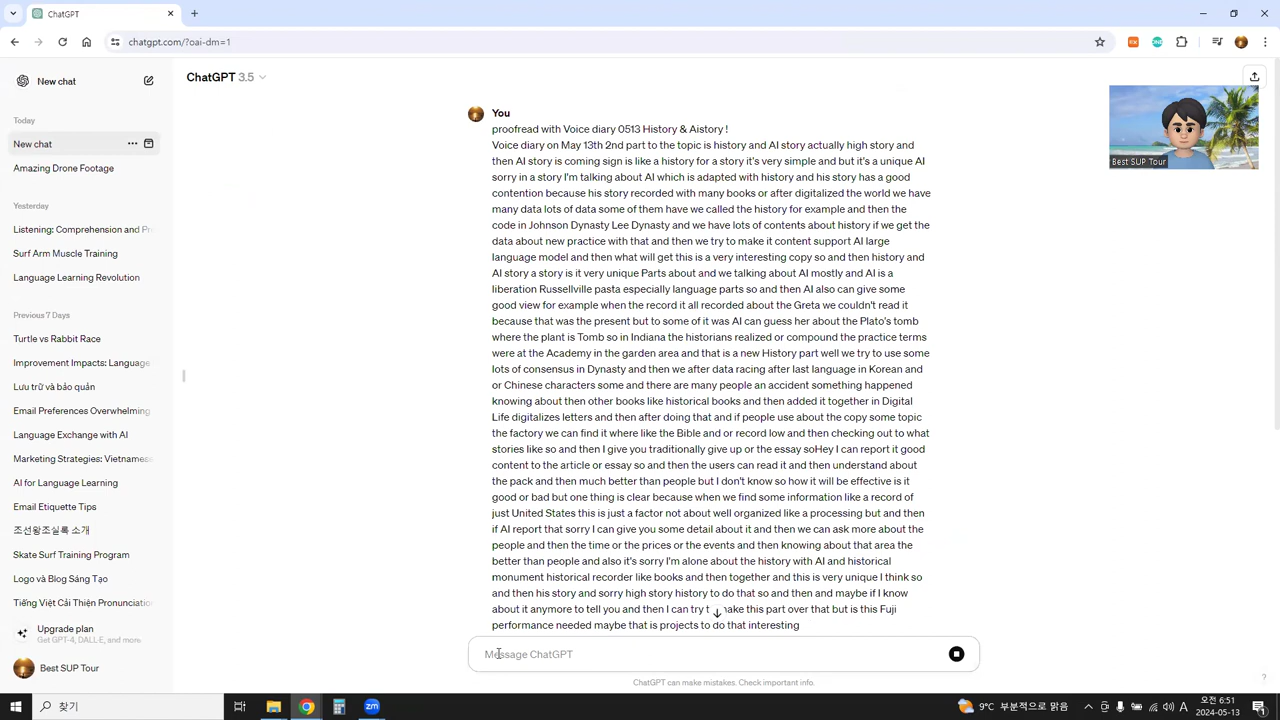 ChatGPT
chatgpt.com/?oai-dm=1
New chat
ChatGPT 3.5
Today
New chat
Amazing Drone Footage
Yesterday
Listening: Comprehension and Pr
Surf Arm Muscle Training
Language Learning Revolution
Previous 7 Days
Turtle vs Rabbit Race
Improvement Impacts: Language
Lưu trữ và bảo quản
Email Preferences Overwhelming
Language Exchange with AI
Marketing Strategies: Vietnamese
AI for Language Learning
Email Etiquette Tips
조선왕조실록 소개
Skate Surf Training Program
Logo và Blog Sáng Tạo
Tiếng Việt Cải Thiện Pronunciation
Upgrade plan
Get GPT-4, DALL·E, and more
Best SUP Tour
You
proofread with Voice diary 0513 History & Aistory !
Voice diary on May 13th 2nd part to the topic is history and AI story actually high story and
then AI story is coming sign is like a history for a story it's very simple and but it's a unique AI
sorry in a story I'm talking about AI which is adapted with history and his story has a good
contention because his story recorded with many books or after digitalized the world we have
many data lots of data some of them have we called the history for example and then the
code in Johnson Dynasty Lee Dynasty and we have lots of contents about history if we get the
data about new practice with that and then we try to make it content support AI large
language model and then what will get this is a very interesting copy so and then history and
AI story a story is it very unique Parts about and we talking about AI mostly and AI is a
liberation Russellville pasta especially language parts so and then AI also can give some
good view for example when the record it all recorded about the Greta we couldn't read it
because that was the present but to some of it was AI can guess her about the Plato's tomb
where the plant is Tomb so in Indiana the historians realized or compound the practice terms
were at the Academy in the garden area and that is a new History part well we try to use some
lots of consensus in Dynasty and then we after data racing after last language in Korean and
or Chinese characters some and there are many people an accident something happened
knowing about then other books like historical books and then added it together in Digital
Life digitalizes letters and then after doing that and if people use about the copy some topic
the factory we can find it where like the Bible and or record low and then checking out to what
stories like so and then I give you traditionally give up or the essay soHey I can report it good
content to the article or essay so and then the users can read it and then understand about
the pack and then much better than people but I don't know so how it will be effective is it
good or bad but one thing is clear because when we find some information like a record of
just United States this is just a factor not about well organized like a processing but and then
if AI report that sorry I can give you some detail about it and then we can ask more about the
people and then the time or the prices or the events and then knowing about that area the
better than people and also it's sorry I'm alone about the history with AI and historical
monument historical recorder like books and then together and this is very unique I think so
and then his story and sorry high story history to do that so and then and maybe if I know
about it anymore to tell you and then I can try t ake this part over that but is this Fuji
performance needed maybe that is projects to do that interesting
Message ChatGPT
ChatGPT can make mistakes. Check important info.
?
Best SUP Tour
찾기
9°C 부분적으로 맑음
A
오전 6:51
2024-05-13